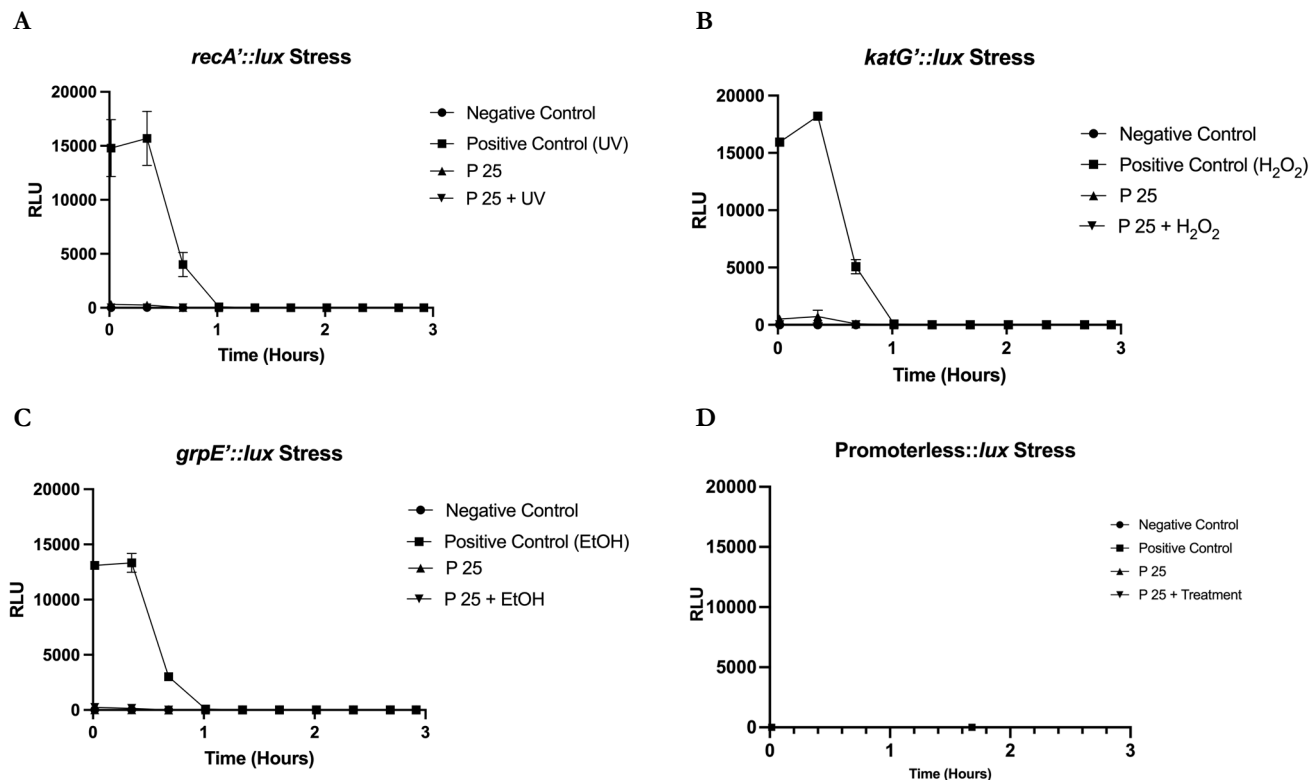 A
recA'::lux Stress
20000
15000
10000
5000
0
RLU
0 1 2 3
Time (Hours)
Negative Control
Positive Control (UV)
P 25
P 25 + UV
B
katG'::lux Stress
20000
15000
10000
5000
0
RLU
0 1 2 3
Time (Hours)
Negative Control
Positive Control (H₂O₂)
P 25
P 25 + H₂O₂
C
grpE'::lux Stress
20000
15000
10000
5000
0
RLU
0 1 2 3
Time (Hours)
Negative Control
Positive Control (EtOH)
P 25
P 25 + EtOH
D
Promoterless::lux Stress
20000
15000
10000
5000
0
RLU
0 1 2 3
Time (Hours)
Negative Control
Positive Control
P 25
P 25 + Treatment